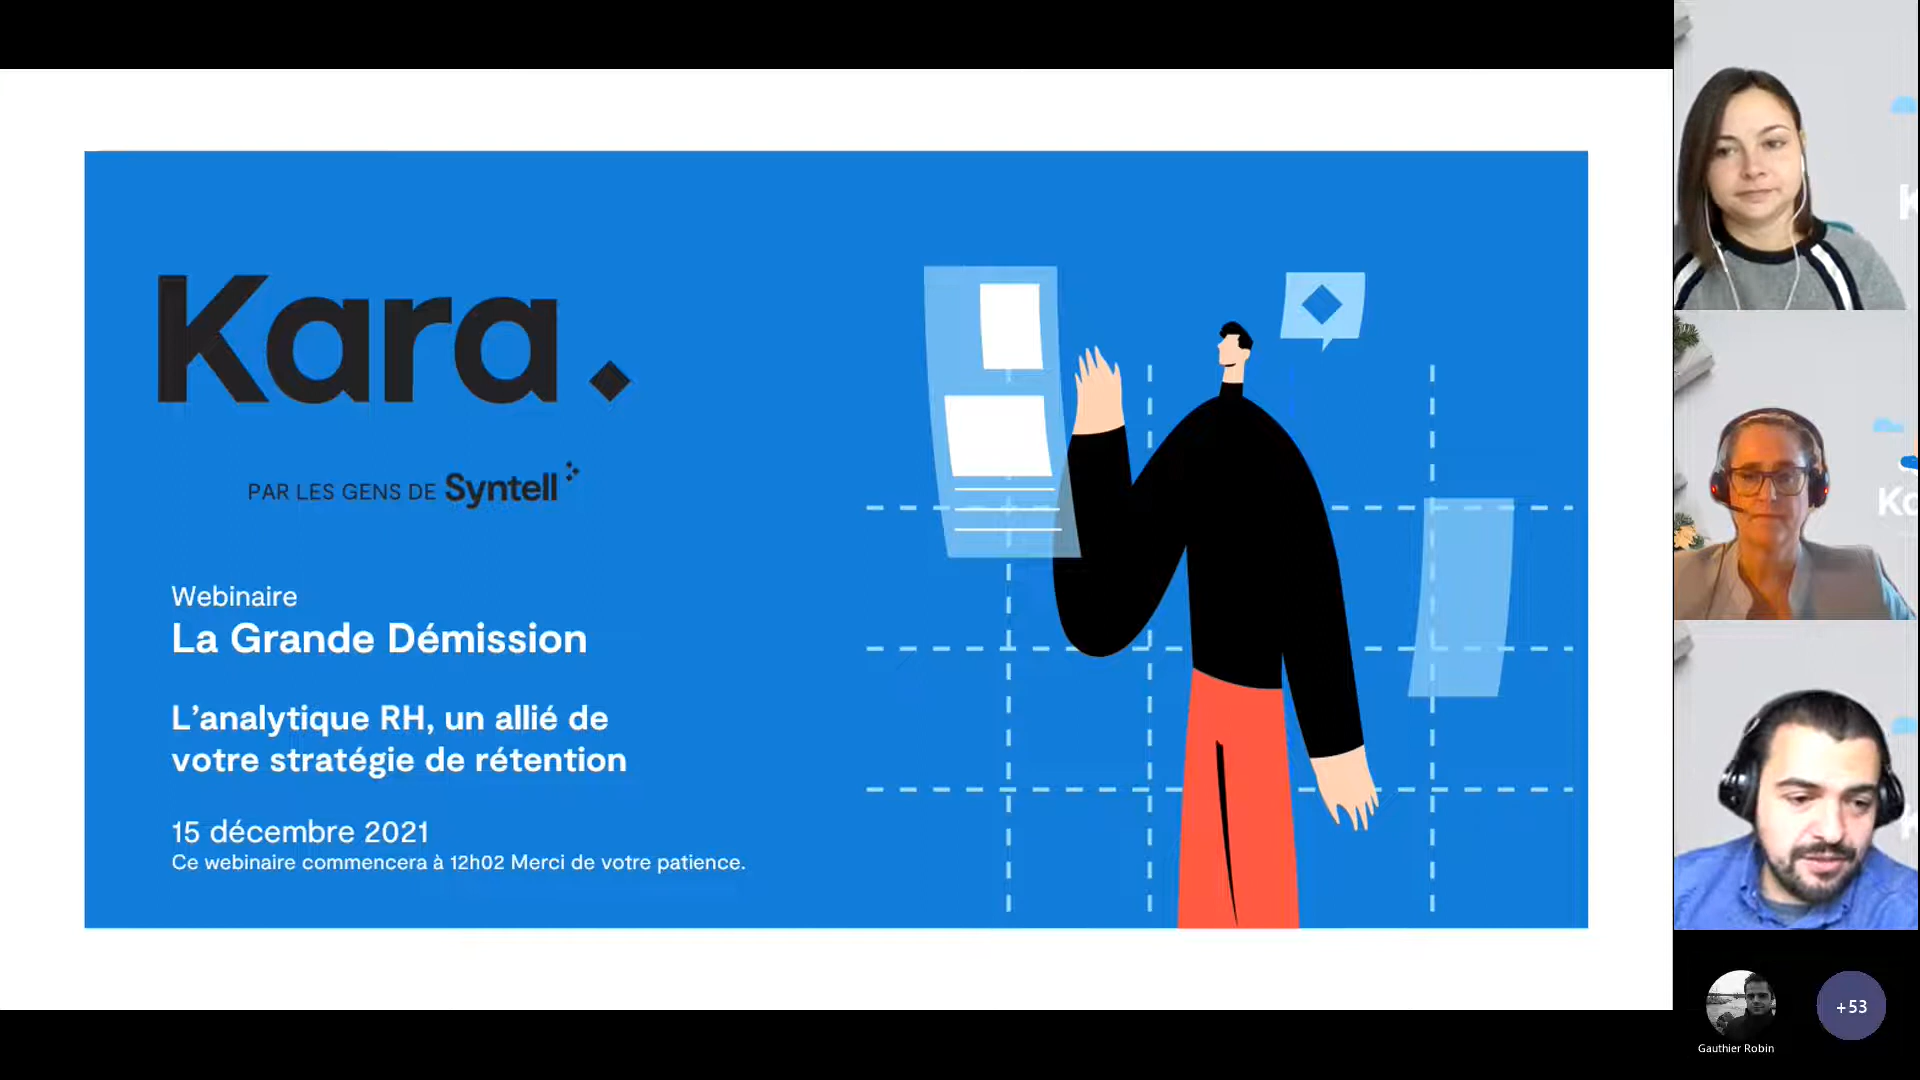 Kara
PAR LES GENS DE Syntell
Webinaire
La Grande Démission
L'analytique RH, un allié de
votre stratégie de rétention
15 décembre 2021
Ce webinaire commencera à 12h02 Merci de votre patience.
K
Ka
Gauthier Robin
+53